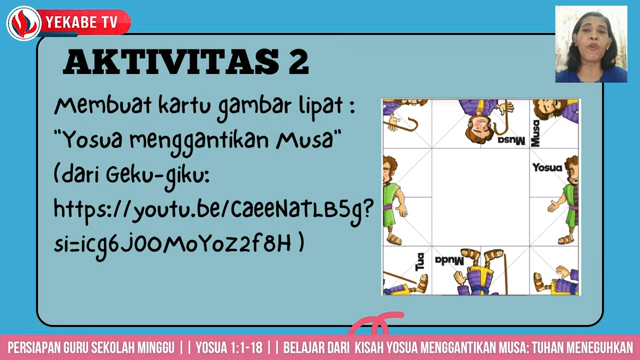 YEKABE TV
AKTIVITAS 2
Membuat kartu gambar lipat :
"Yosua menggantikan Musa"
(dari Geku-giku:
https://youtu.be/CaeeNaTLB5g?
si=icg6J00MoYoZ2f8H )
Musa
Musa
Yosua
Tua
Muda
PERSIAPAN GURU SEKOLAH MINGGU || YOSUA 1:1-18 || BELAJAR DARI KISAH YOSUA MENGGANTIKAN MUSA: TUHAN MENEGUHKAN